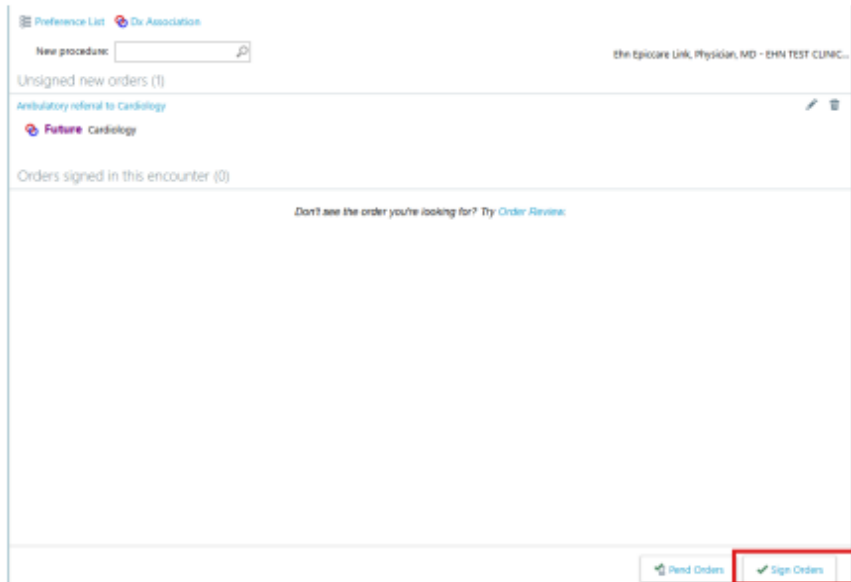 Preference List Dx Association
New procedure:
Ehn Epiccare Link, Physician, MD - EHN TEST CLINIC...
Unsigned new orders (1)
Ambulatory referral to Cardiology
Future Cardiology
Orders signed in this encounter (0)
Don't see the order you're looking for? Try Order Review.
Pend Orders Sign Orders